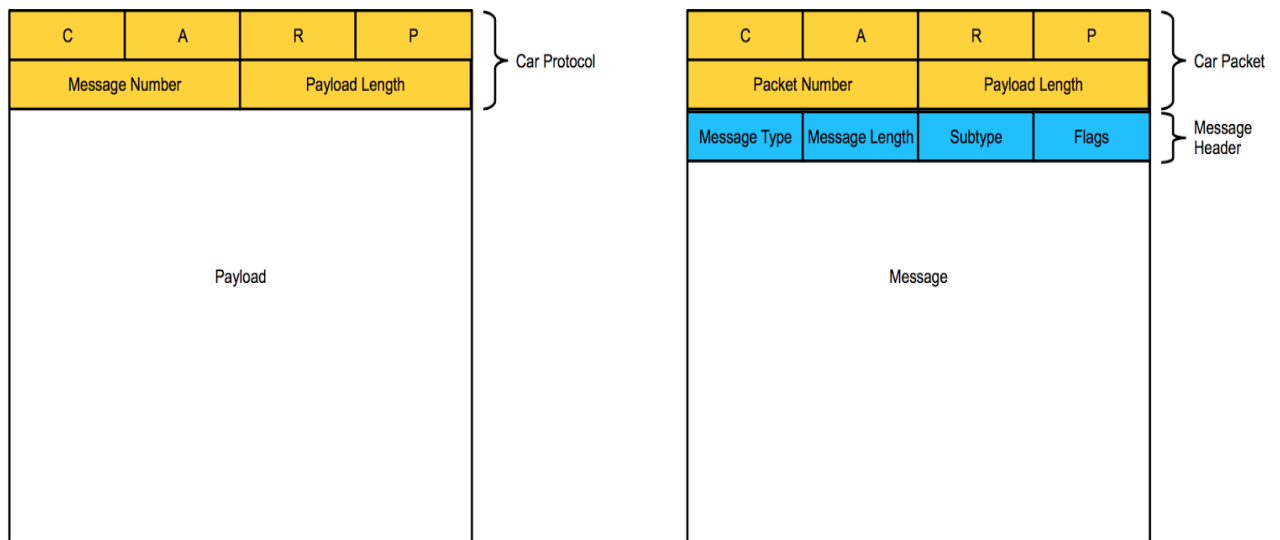 C A R P
Car Protocol
Message Number Payload Length
Payload
C A R P
Car Packet
Packet Number Payload Length
Message Type Message Length Subtype Flags
Message
Header
Message